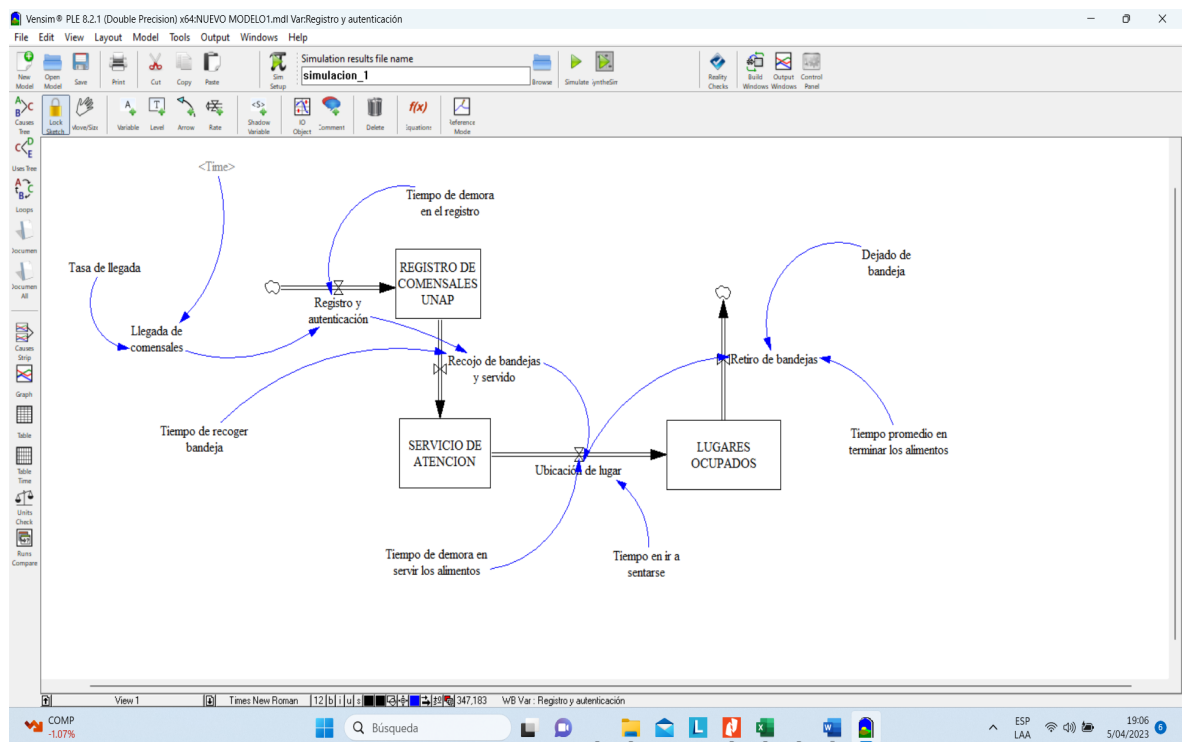 Vensim® PLE 8.2.1 (Double Precision) x64:NUEVO MODELO1.mdl Var:Registro y autenticación
File Edit View Layout Model Tools Output Windows Help
Simulation results file name
simulacion_1
New Model
Open Model
Save
Print
Cut
Copy
Paste
Sim Setup
Browse
Simulate
Reality Checks
Build Windows
Output Windows
Control Panel
Causes Tree
Lock Sketch
Variable
Level
Arrow
Rate
Shadow Variable
IO Object
Comment
Delete
f(x)
Reference Mode
Uses Tree
Loops
All
Causes Strip
Graph
Table
Table Time
Units Check
Runs Compare
<Time>
Tiempo de demora
en el registro
Tasa de llegada
REGISTRO DE
COMENSALES
UNAP
Dejado de
bandeja
Registro y
autenticación
Llegada de
comensales
Recojo de bandejas
y servido
Retiro de bandejas
Tiempo de recoger
bandeja
SERVICIO DE
ATENCION
LUGARES
OCUPADOS
Tiempo promedio en
terminar los alimentos
Ubicación de lugar
Tiempo de demora en
servir los alimentos
Tiempo en ir a
sentarse
View 1
Times New Roman
12 b i u s
347,183
WB Var : Registro y autenticación
COMP
-1.07%
Búsqueda
ESP
LAA
19:06
5/04/2023
6